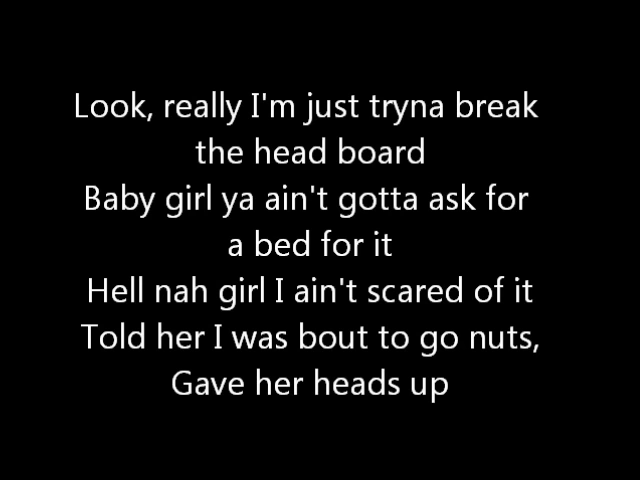 Look, really I'm just tryna break
the head board
Baby girl ya ain't gotta ask for
a bed for it
Hell nah girl I ain't scared of it
Told her I was bout to go nuts,
Gave her heads up